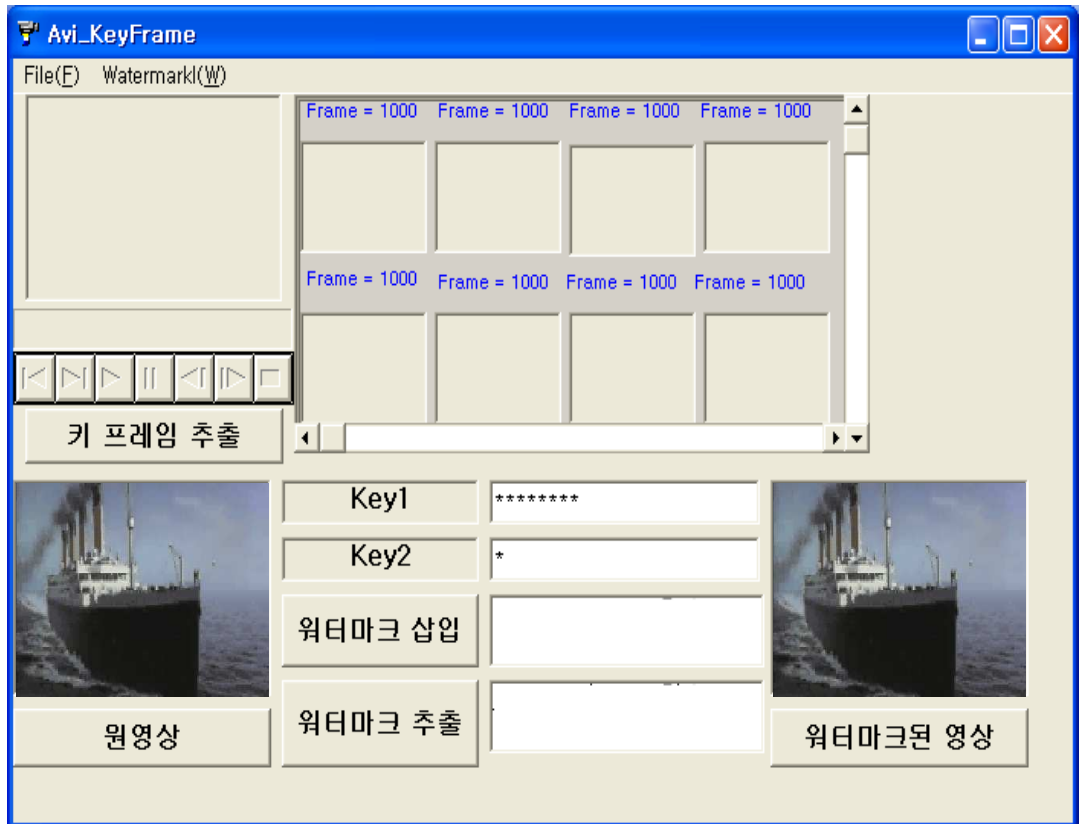 Avi_KeyFrame
File(F) Watermarkl(W)
Frame = 1000 Frame = 1000 Frame = 1000 Frame = 1000
Frame = 1000 Frame = 1000 Frame = 1000 Frame = 1000
키 프레임 추출
Key1 ********
Key2 *
워터마크 삽입
워터마크 추출
원영상
워터마크된 영상